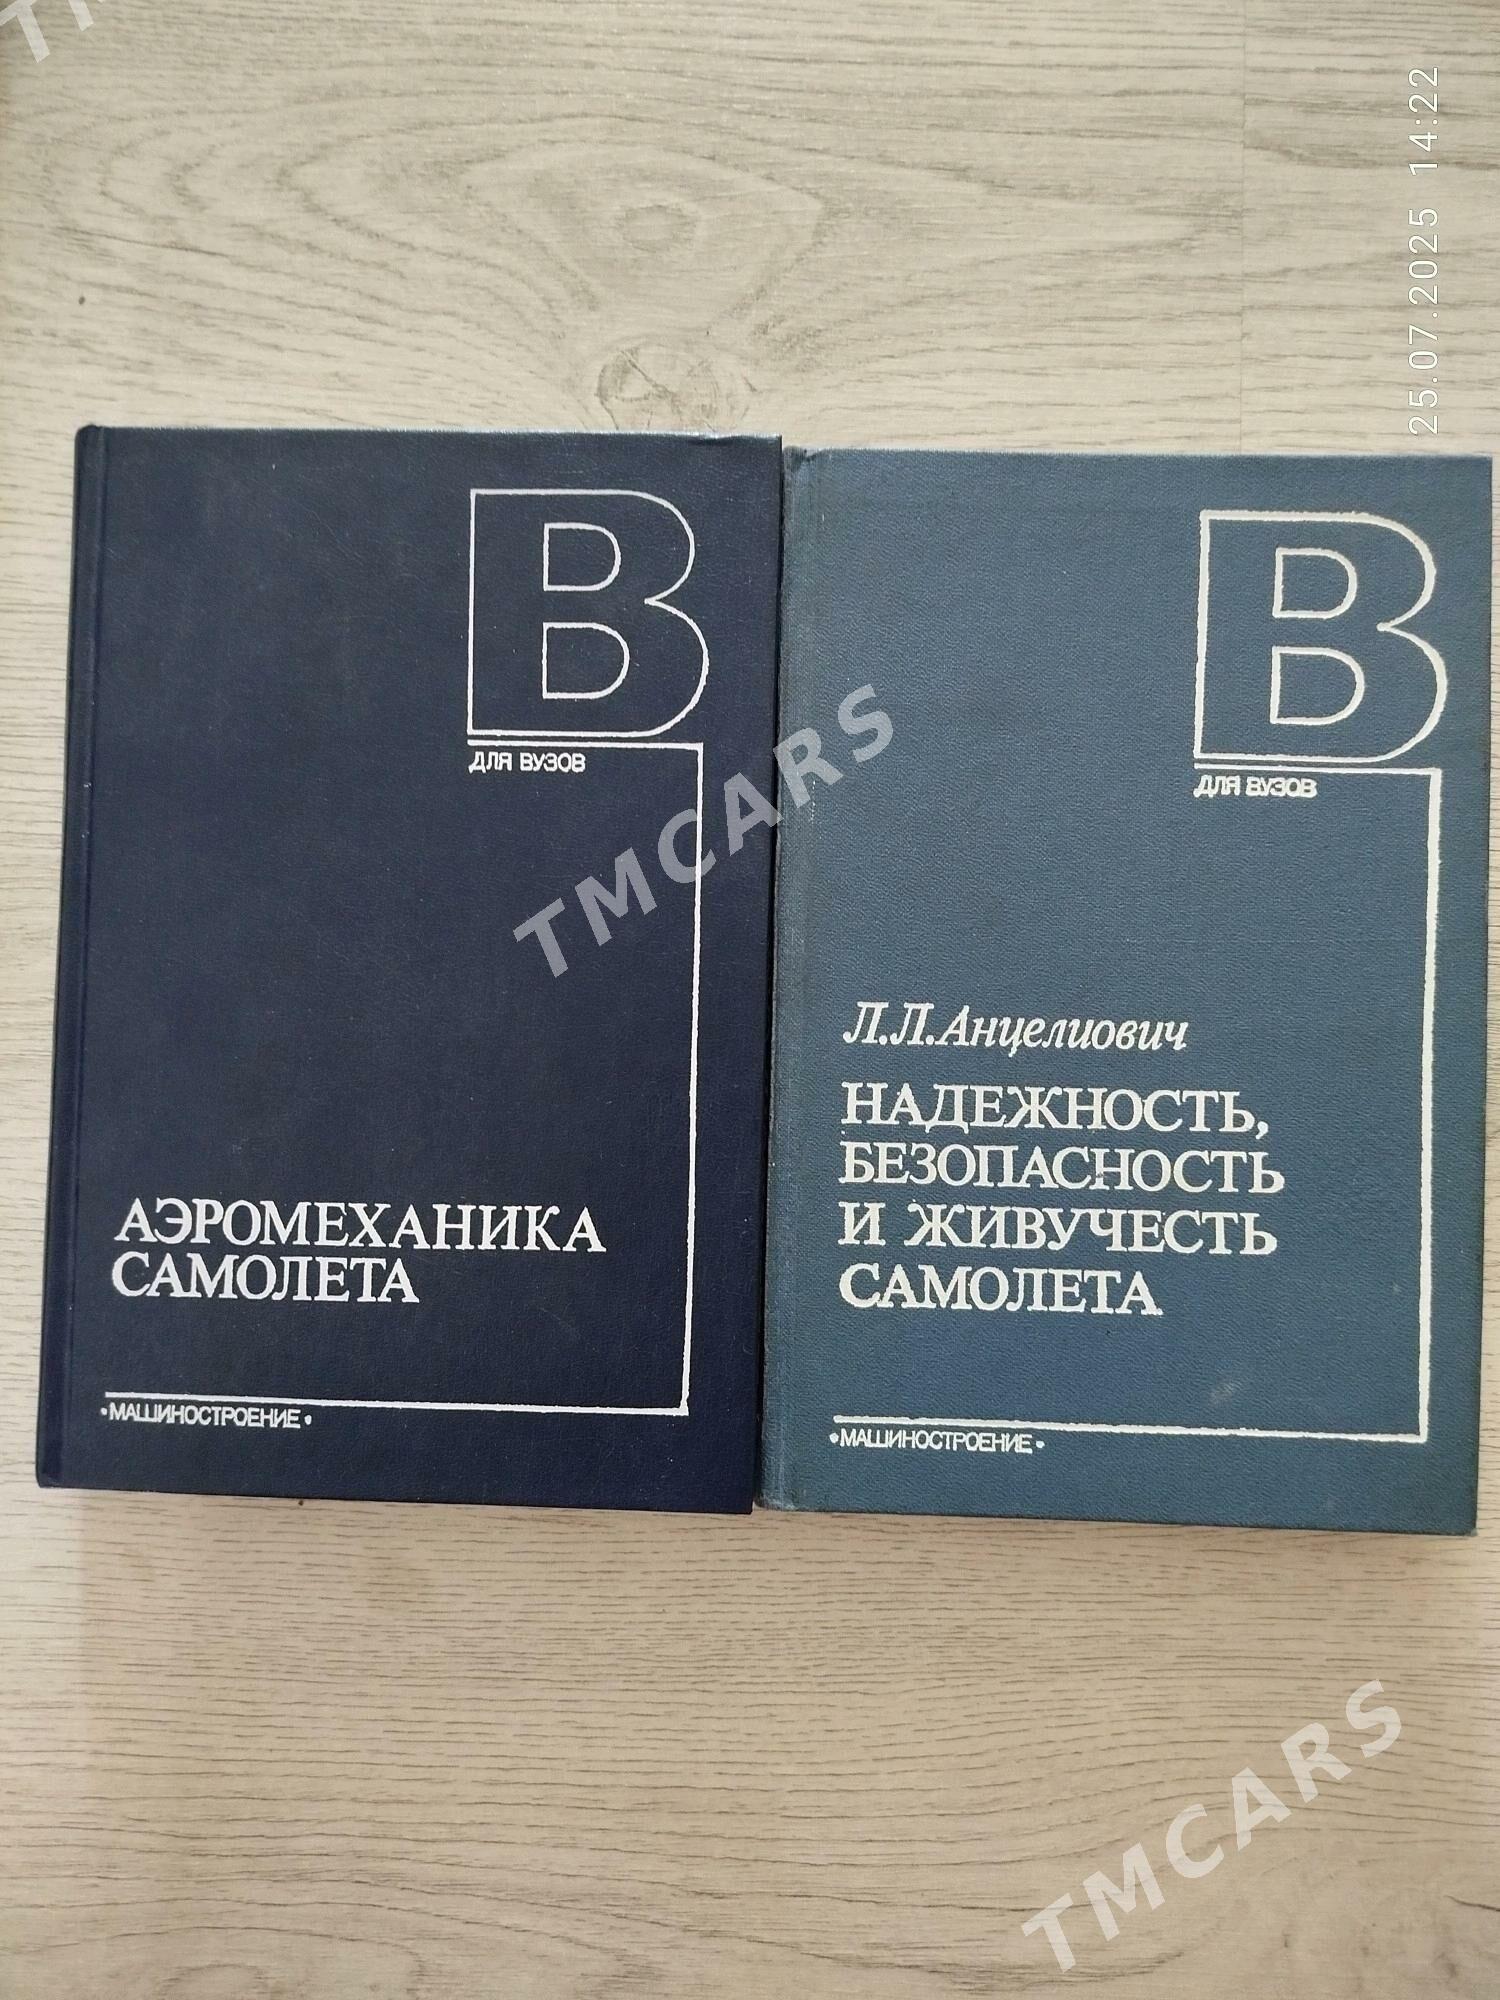 25.07.2025 14:22
В
ДЛЯ ВУЗОВ
АЭРОМЕХАНИКА
САМОЛЕТА
•МАШИНОСТРОЕНИЕ•
В
ДЛЯ ВУЗОВ
Л.Л.Анцелиович
НАДЕЖНОСТЬ,
БЕЗОПАСНОСТЬ
И ЖИВУЧЕСТЬ
САМОЛЕТА
•МАШИНОСТРОЕНИЕ•
TMCARS
TMCARS